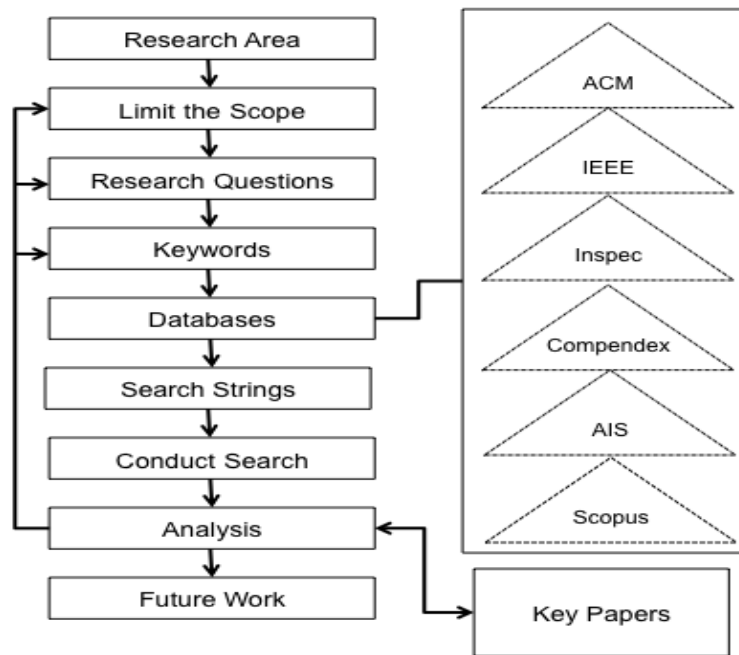 Research Area
Limit the Scope
Research Questions
Keywords
Databases
Search Strings
Conduct Search
Analysis
Future Work
ACM
IEEE
Inspec
Compendex
AIS
Scopus
Key Papers